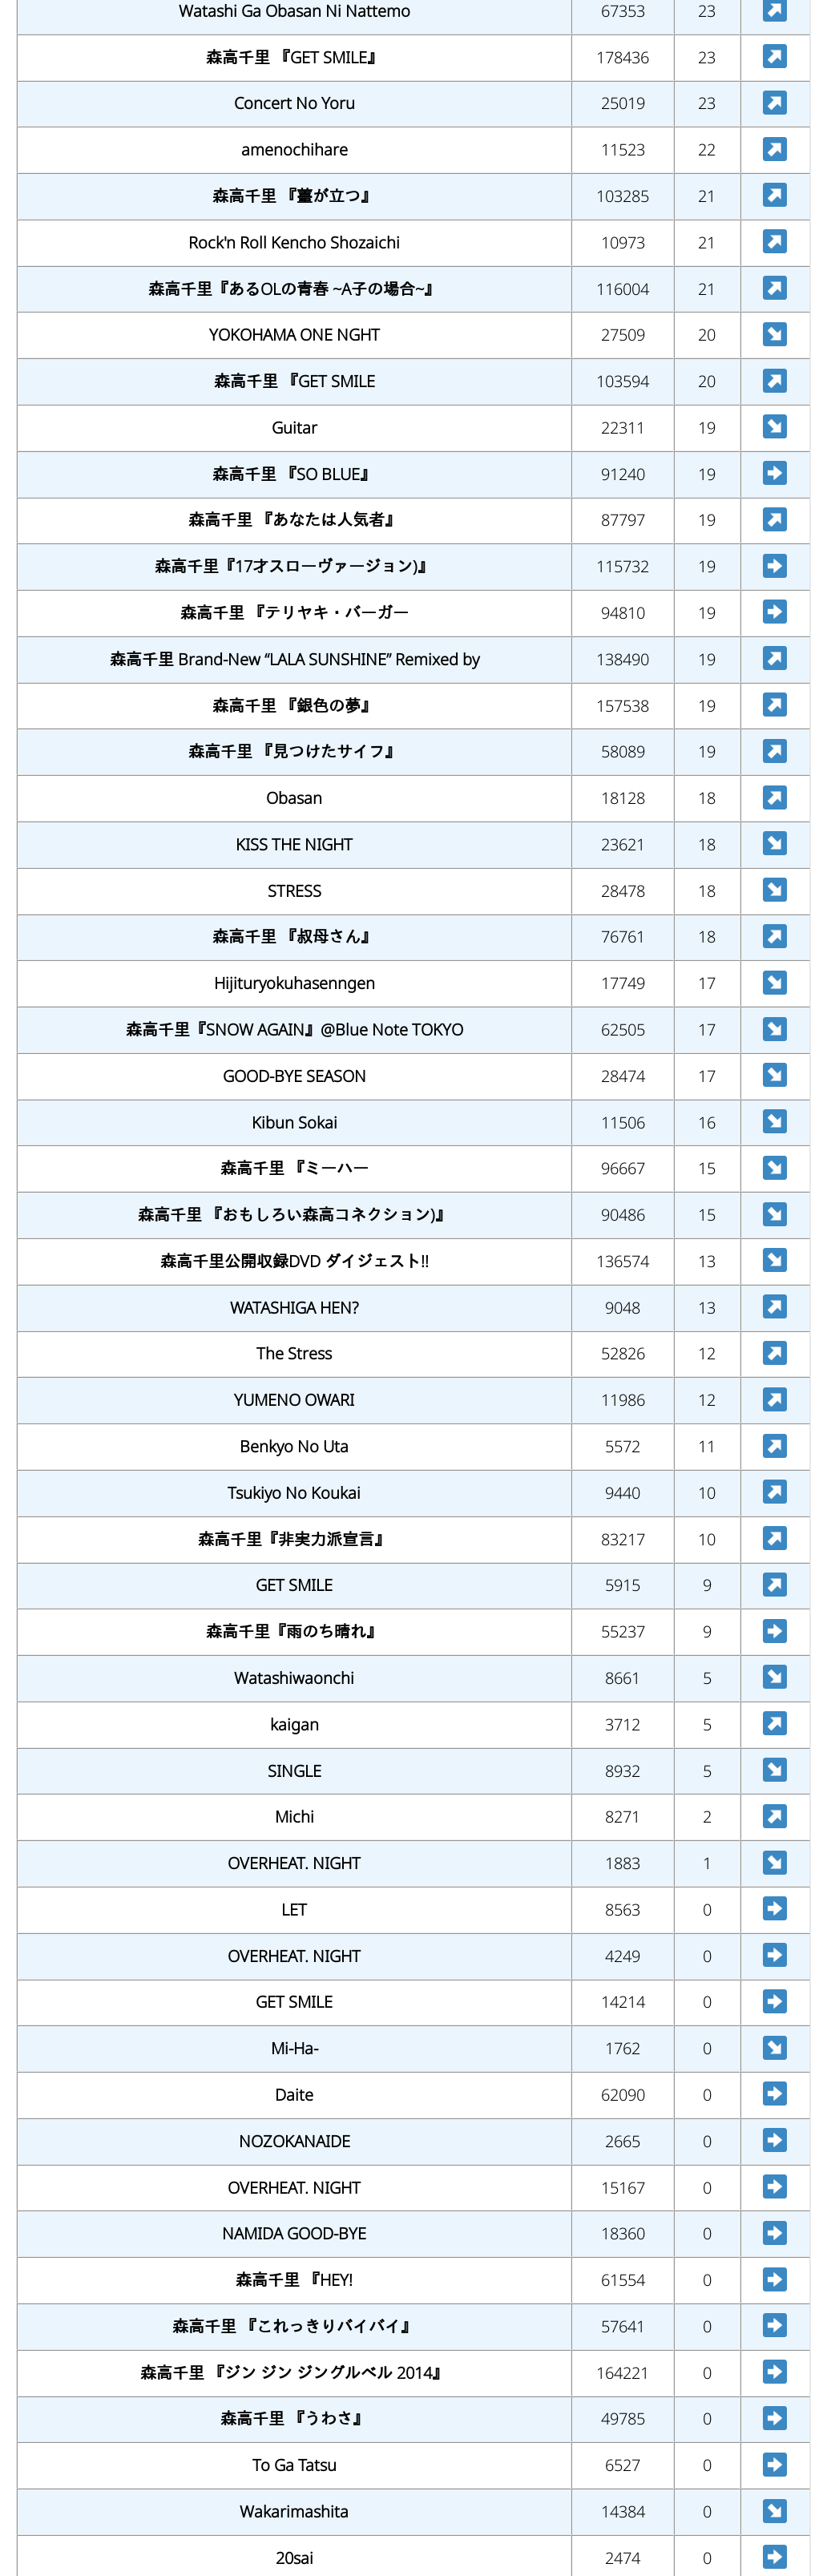 Watashi Ga Obasan Ni Nattemo 67353 23 ↗
森高千里 『GET SMILE』 178436 23 ↗
Concert No Yoru 25019 23 ↗
amenochihare 11523 22 ↗
森高千里 『薹が立つ』 103285 21 ↗
Rock'n Roll Kencho Shozaichi 10973 21 ↗
森高千里『あるOLの青春 ~A子の場合~』 116004 21 ↗
YOKOHAMA ONE NGHT 27509 20 ↘
森高千里 『GET SMILE 103594 20 ↗
Guitar 22311 19 ↘
森高千里 『SO BLUE』 91240 19 ➡
森高千里 『あなたは人気者』 87797 19 ↗
森高千里『17才スローヴァージョン)』 115732 19 ➡
森高千里 『テリヤキ・バーガー 94810 19 ➡
森高千里 Brand-New “LALA SUNSHINE” Remixed by 138490 19 ↗
森高千里 『銀色の夢』 157538 19 ↗
森高千里 『見つけたサイフ』 58089 19 ↗
Obasan 18128 18 ↗
KISS THE NIGHT 23621 18 ↘
STRESS 28478 18 ↘
森高千里 『叔母さん』 76761 18 ↗
Hijituryokuhasenngen 17749 17 ↘
森高千里『SNOW AGAIN』@Blue Note TOKYO 62505 17 ↘
GOOD-BYE SEASON 28474 17 ↘
Kibun Sokai 11506 16 ↘
森高千里 『ミーハー 96667 15 ↘
森高千里 『おもしろい森高コネクション)』 90486 15 ↘
森高千里公開収録DVD ダイジェスト!! 136574 13 ↘
WATASHIGA HEN? 9048 13 ↗
The Stress 52826 12 ↗
YUMENO OWARI 11986 12 ↗
Benkyo No Uta 5572 11 ↗
Tsukiyo No Koukai 9440 10 ↗
森高千里『非実力派宣言』 83217 10 ↗
GET SMILE 5915 9 ↗
森高千里『雨のち晴れ』 55237 9 ➡
Watashiwaonchi 8661 5 ↘
kaigan 3712 5 ↗
SINGLE 8932 5 ↘
Michi 8271 2 ↗
OVERHEAT. NIGHT 1883 1 ↘
LET 8563 0 ➡
OVERHEAT. NIGHT 4249 0 ➡
GET SMILE 14214 0 ➡
Mi-Ha- 1762 0 ↘
Daite 62090 0 ➡
NOZOKANAIDE 2665 0 ➡
OVERHEAT. NIGHT 15167 0 ➡
NAMIDA GOOD-BYE 18360 0 ➡
森高千里 『HEY! 61554 0 ➡
森高千里 『これっきりバイバイ』 57641 0 ➡
森高千里 『ジン ジン ジングルベル 2014』 164221 0 ➡
森高千里 『うわさ』 49785 0 ➡
To Ga Tatsu 6527 0 ➡
Wakarimashita 14384 0 ↘
20sai 2474 0 ➡